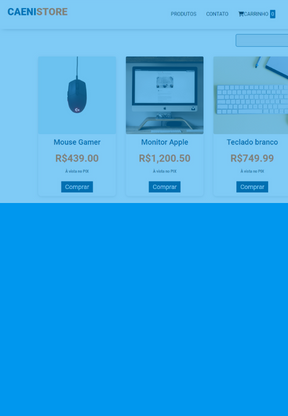 CAENISTORE
PRODUTOS CONTATO CARRINHO 0
Mouse Gamer
R$439.00
À vista no PIX
Comprar
Monitor Apple
R$1,200.50
À vista no PIX
Comprar
Teclado branco
R$749.99
À vista no PIX
Comprar